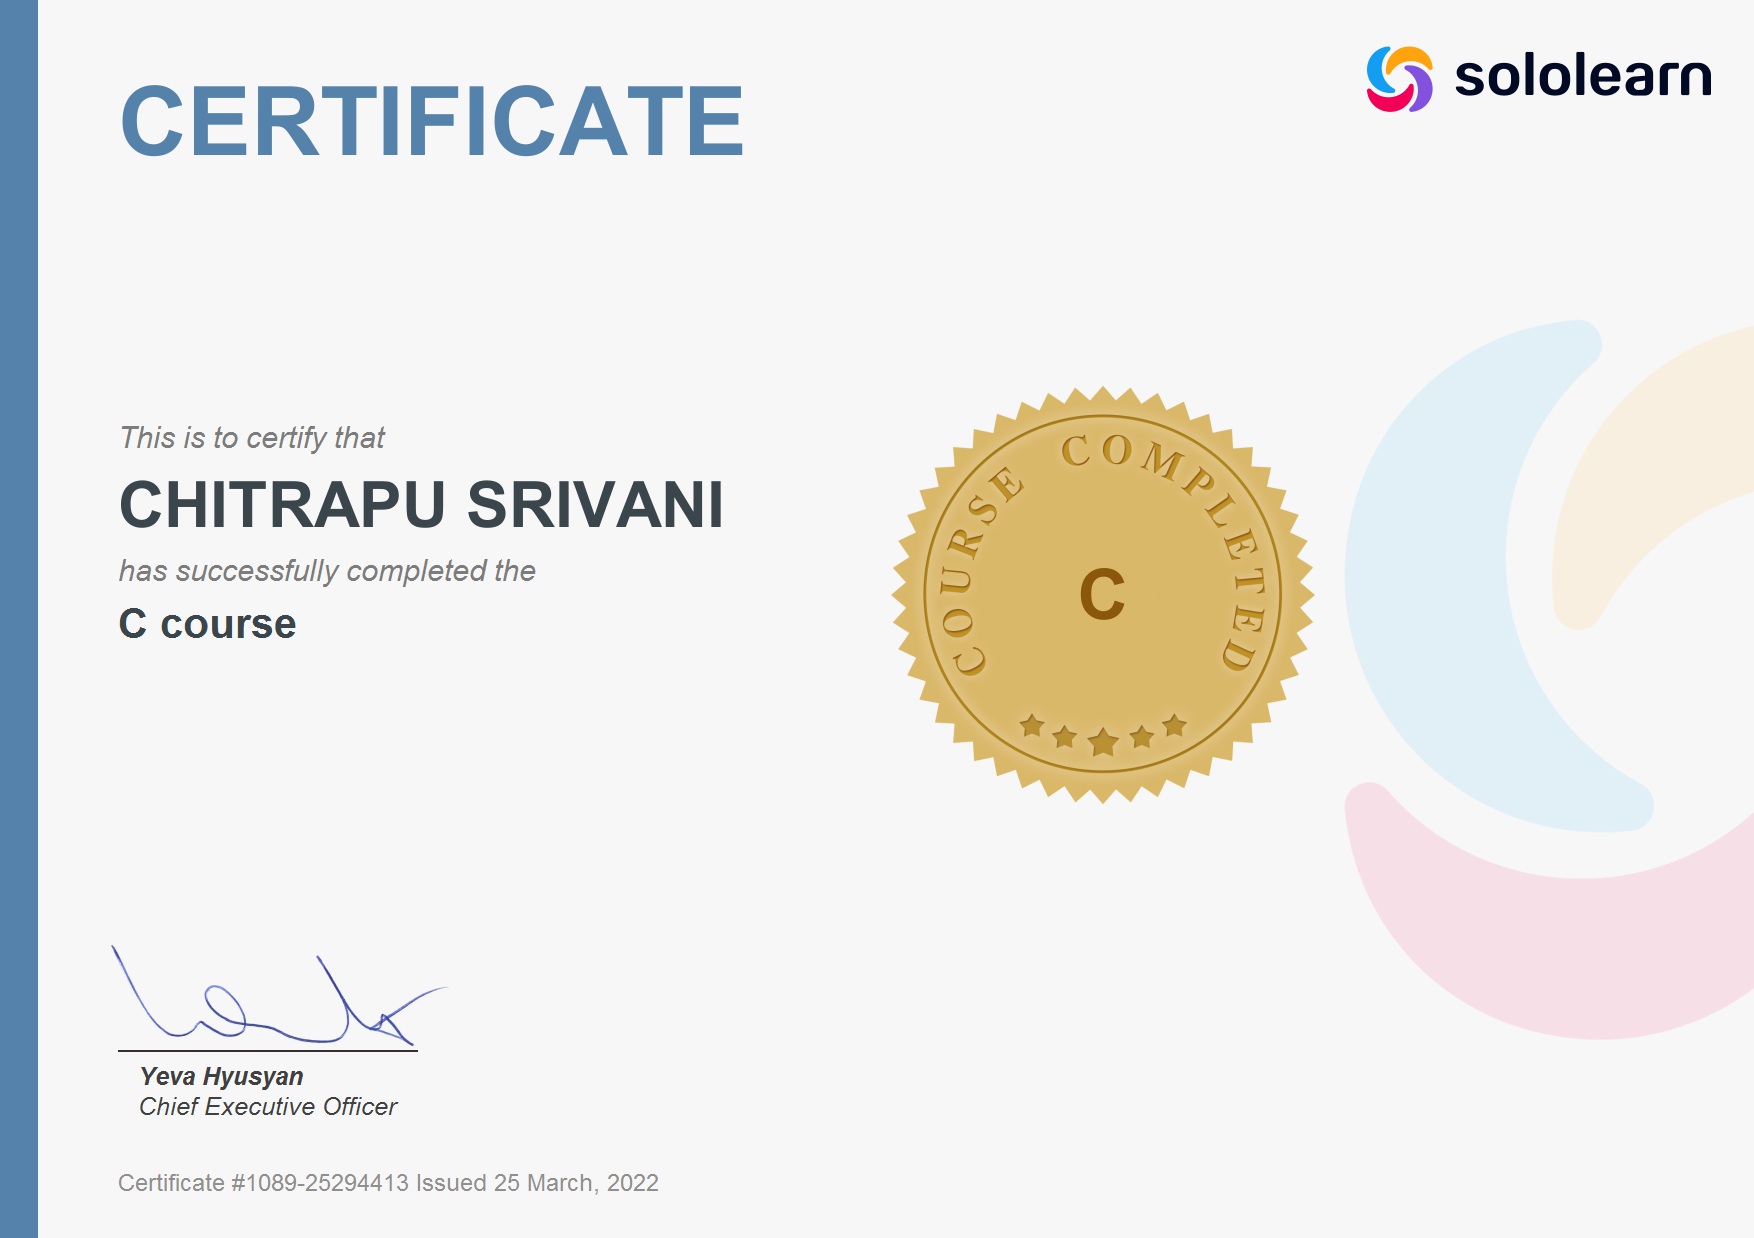 CERTIFICATE
sololearn
This is to certify that
CHITRAPU SRIVANI
has successfully completed the
C course
COURSE COMPLETED
C
Yeva Hyusyan
Chief Executive Officer
Certificate #1089-25294413 Issued 25 March, 2022